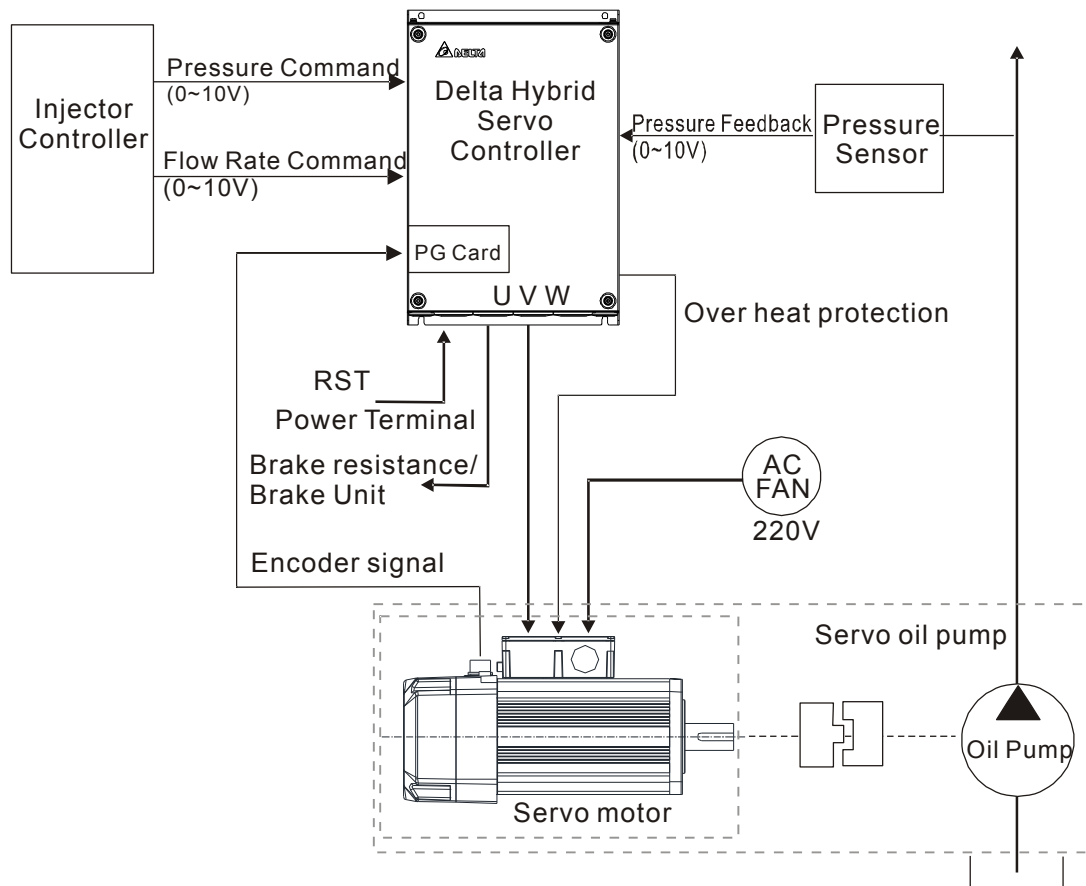 DELTA
Pressure Command
(0~10V)
Injector
Controller
Flow Rate Command
(0~10V)
Delta Hybrid
Servo
Controller
Pressure Feedback
(0~10V)
Pressure
Sensor
PG Card
U V W
Over heat protection
RST
Power Terminal
Brake resistance/
Brake Unit
AC
FAN
220V
Encoder signal
Servo oil pump
Oil Pump
Servo motor